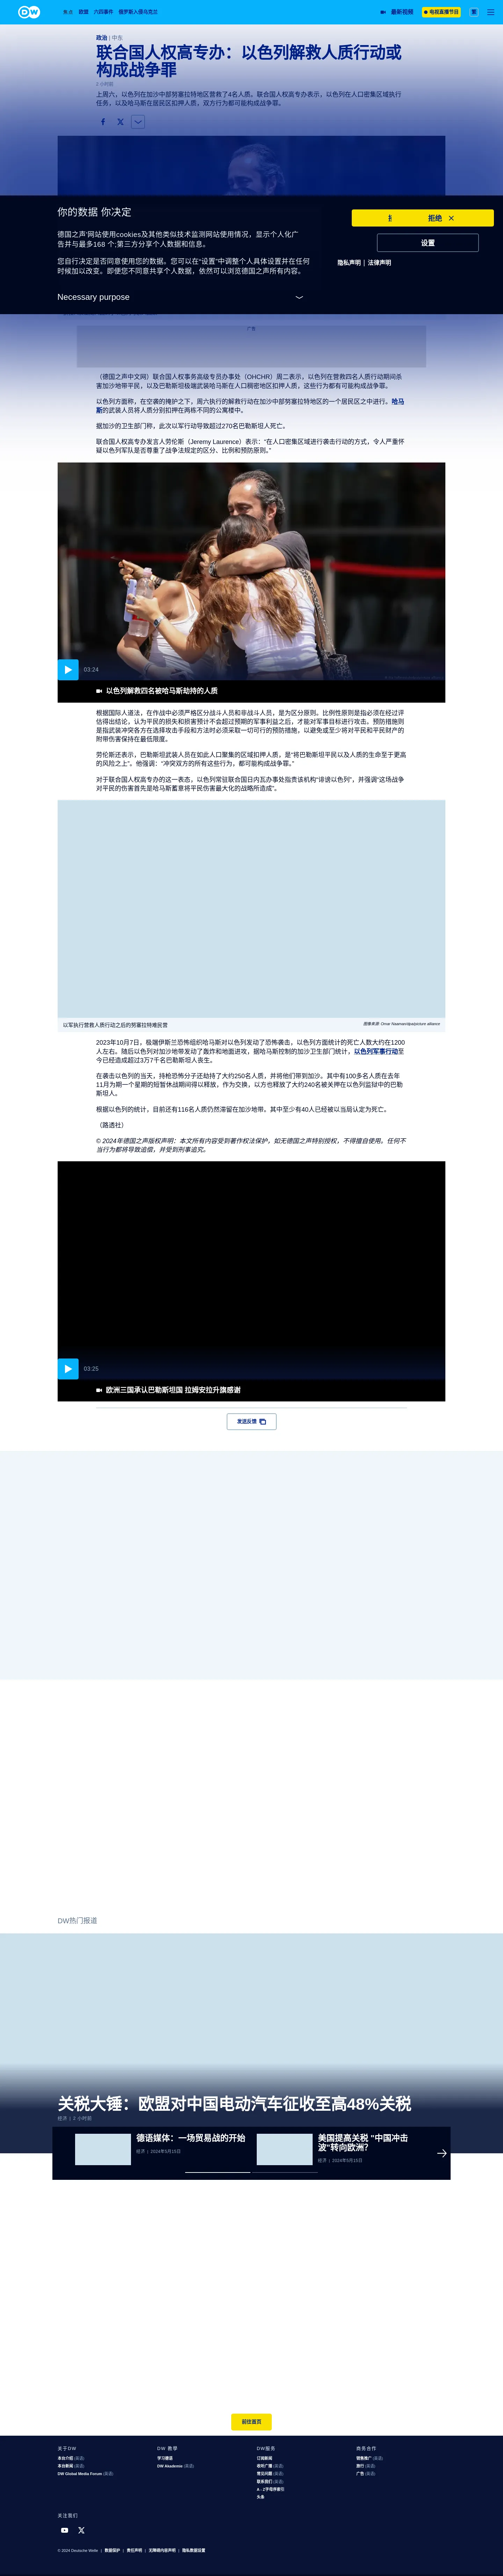 DW
焦点 欧盟 六四事件 俄罗斯入侵乌克兰
最新视频
电视直播节目
繁
政治 | 中东
联合国人权高专办：以色列解救人质行动或
构成战争罪
2 小时前
上周六，以色列在加沙中部努塞拉特地区营救了4名人质。联合国人权高专办表示，以色列在人口密集区域执行
任务，以及哈马斯在居民区扣押人质，双方行为都可能构成战争罪。
你的数据 你决定
德国之声'网站使用cookies及其他类似技术监测网站使用情况，显示个人化广
告并与最多168 个;第三方分享个人数据和信息。
您自行决定是否同意使用您的数据。您可以在“设置”中调整个人具体设置并在任何
时候加以改变。即便您不同意共享个人数据，依然可以浏览德国之声所有内容。
Necessary purpose
拒绝
设置
隐私声明 | 法律声明
广告
（德国之声中文网）联合国人权事务高级专员办事处（OHCHR）周二表示，以色列在营救四名人质行动期间杀
害加沙地带平民，以及巴勒斯坦极端武装哈马斯在人口稠密地区扣押人质，这些行为都有可能构成战争罪。
以色列方面称，在空袭的掩护之下，周六执行的解救行动在加沙中部努塞拉特地区的一个居民区之中进行。哈马
斯的武装人员将人质分别扣押在两栋不同的公寓楼中。
据加沙的卫生部门称，此次以军行动导致超过270名巴勒斯坦人死亡。
联合国人权高专办发言人劳伦斯（Jeremy Laurence）表示：“在人口密集区域进行袭击行动的方式，令人严重怀
疑以色列军队是否尊重了战争法规定的区分、比例和预防原则。”
03:24
以色列解救四名被哈马斯劫持的人质
根据国际人道法，在作战中必须严格区分战斗人员和非战斗人员，是为区分原则。比例性原则是指必须在经过评
估得出结论，认为平民的损失和损害预计不会超过预期的军事利益之后，才能对军事目标进行攻击。预防措施则
是指武装冲突各方在选择攻击手段和方法时必须采取一切可行的预防措施，以避免或至少将对平民和平民财产的
附带伤害保持在最低限度。
劳伦斯还表示，巴勒斯坦武装人员在如此人口聚集的区域扣押人质，是“将巴勒斯坦平民以及人质的生命至于更高
的风险之上”，他强调：“冲突双方的所有这些行为，都可能构成战争罪。”
对于联合国人权高专办的这一表态，以色列常驻联合国日内瓦办事处指责该机构“诽谤以色列”，并强调“这场战争
对平民的伤害首先是哈马斯蓄意将平民伤害最大化的战略所造成”。
以军执行营救人质行动之后的努塞拉特难民营
图像来源: Omar Naaman/dpa/picture alliance
2023年10月7日，极端伊斯兰恐怖组织哈马斯对以色列发动了恐怖袭击，以色列方面统计的死亡人数大约在1200
人左右。随后以色列对加沙地带发动了轰炸和地面进攻，据哈马斯控制的加沙卫生部门统计，以色列军事行动至
今已经造成超过3万7千名巴勒斯坦人丧生。
在袭击以色列的当天，持枪恐怖分子还劫持了大约250名人质，并将他们带到加沙。其中有100多名人质在去年
11月为期一个星期的短暂休战期间得以释放，作为交换，以方也释放了大约240名被关押在以色列监狱中的巴勒
斯坦人。
根据以色列的统计，目前还有116名人质仍然滞留在加沙地带。其中至少有40人已经被以当局认定为死亡。
（路透社）
© 2024年德国之声版权声明：本文所有内容受到著作权法保护，如无德国之声特别授权，不得擅自使用。任何不
当行为都将导致追偿，并受到刑事追究。
03:25
欧洲三国承认巴勒斯坦国 拉姆安拉升旗感谢
发送反馈
DW热门报道
关税大锤：欧盟对中国电动汽车征收至高48%关税
经济 | 2 小时前
德语媒体：一场贸易战的开始
经济 | 2024年5月15日
美国提高关税 "中国冲击
波"转向欧洲？
经济 | 2024年5月15日
前往首页
关于DW
本台介绍 (英语)
本台新闻 (英语)
DW Global Media Forum (英语)
DW 教學
学习德语
DW Akademie (英语)
DW服务
订阅新闻
收听广播 (英语)
常见问题 (英语)
联系我们 (英语)
A - Z字母序索引
头条
商务合作
销售推广 (英语)
旅行 (英语)
广告 (英语)
关注我们
© 2024 Deutsche Welle | 数据保护 | 责任声明 | 无障碍内容声明 | 隐私数据设置